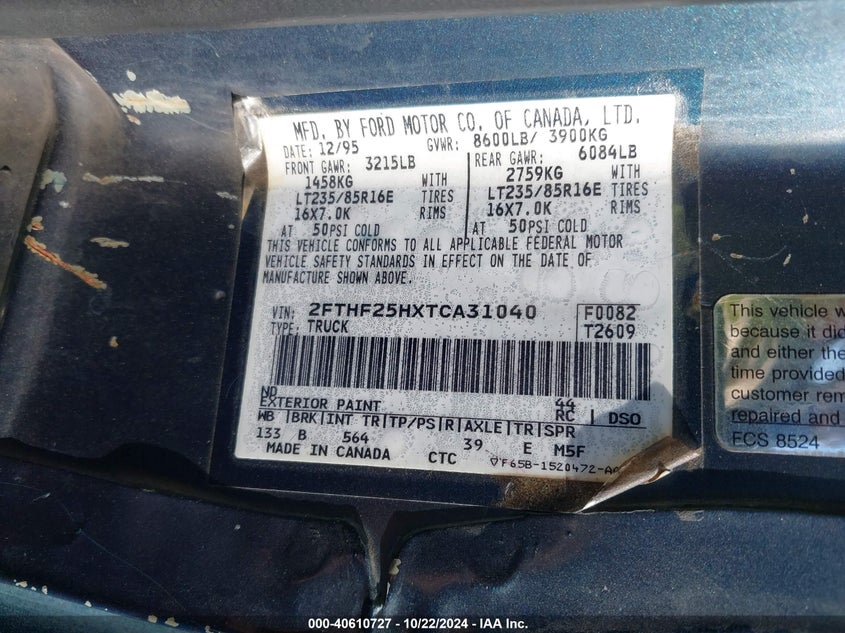 MFD. BY FORD MOTOR CO. OF CANADA, LTD.
DATE: 12/95 GVWR: 8600LB/ 3900KG
FRONT GAWR: 3215LB REAR GAWR: 6084LB
1458KG WITH 2759KG WITH
LT235/85R16E TIRES LT235/85R16E TIRES
16X7.0K RIMS 16X7.0K RIMS
AT 50PSI COLD AT 50PSI COLD
THIS VEHICLE CONFORMS TO ALL APPLICABLE FEDERAL MOTOR
VEHICLE SAFETY STANDARDS IN EFFECT ON THE DATE OF
MANUFACTURE SHOWN ABOVE.
VIN: 2FTHF25HXTCA31040 F0082
TYPE: TRUCK T2609
ND 44
EXTERIOR PAINT RC DSO
WB |BRK|INT TR|TP/PS|R|AXLE|TR|SPR
133 B 564 39 E M5F
MADE IN CANADA CTC
This vehicle w
because it did
and either the
time provided
customer rem
repaired and
FCS 8524
000-40610727 - 10/22/2024 - IAA Inc.